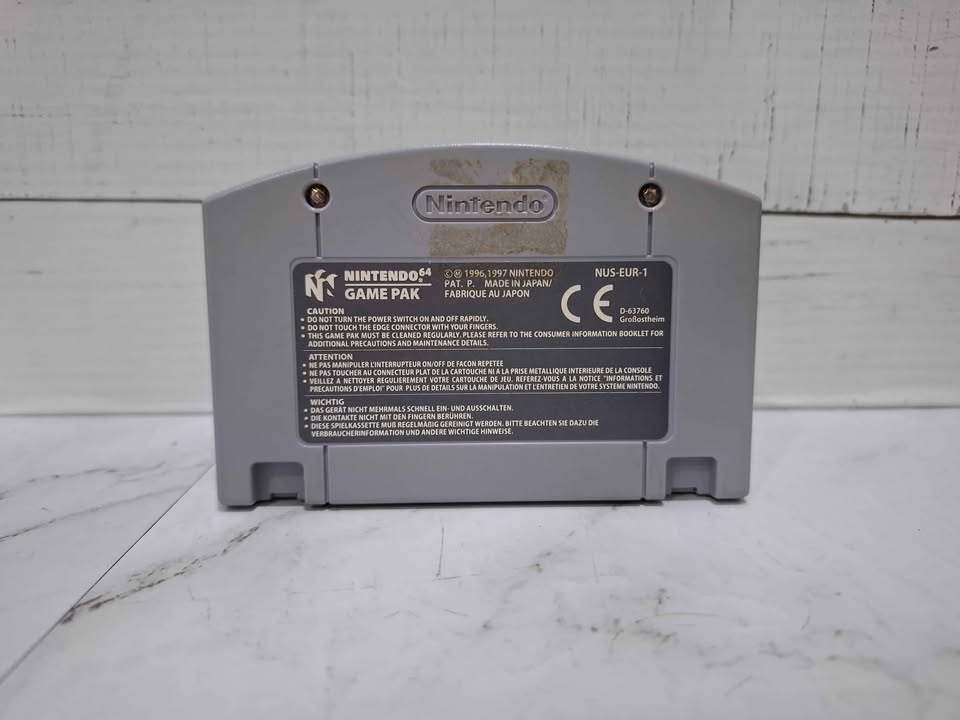 Nintendo
NINTENDO 64
GAME PAK
©Ⓜ 1996,1997 NINTENDO
PAT. P. MADE IN JAPAN/
FABRIQUE AU JAPON
NUS-EUR-1
CE
D-63760
Großostheim
CAUTION
• DO NOT TURN THE POWER SWITCH ON AND OFF RAPIDLY.
• DO NOT TOUCH THE EDGE CONNECTOR WITH YOUR FINGERS.
• THIS GAME PAK MUST BE CLEANED REGULARLY. PLEASE REFER TO THE CONSUMER INFORMATION BOOKLET FOR
ADDITIONAL PRECAUTIONS AND MAINTENANCE DETAILS.
ATTENTION
• NE PAS MANIPULER L'INTERRUPTEUR ON/OFF DE FACON REPETEE
• NE PAS TOUCHER AU CONNECTEUR PLAT DE LA CARTOUCHE NI A LA PRISE METALLIQUE INTERIEURE DE LA CONSOLE
• VEILLEZ A NETTOYER REGULIEREMENT VOTRE CARTOUCHE DE JEU. REFEREZ-VOUS A LA NOTICE "INFORMATIONS ET
PRECAUTIONS D'EMPLOI" POUR PLUS DE DETAILS SUR LA MANIPULATION ET L'ENTRETIEN DE VOTRE SYSTEME NINTENDO.
WICHTIG
• DAS GERÄT NICHT MEHRMALS SCHNELL EIN- UND AUSSCHALTEN.
• DIE KONTAKTE NICHT MIT DEN FINGERN BERÜHREN.
• DIESE SPIELKASSETTE MUß REGELMÄßIG GEREINIGT WERDEN. BITTE BEACHTEN SIE DAZU DIE
VERBRAUCHERINFORMATION UND ANDERE WICHTIGE HINWEISE.